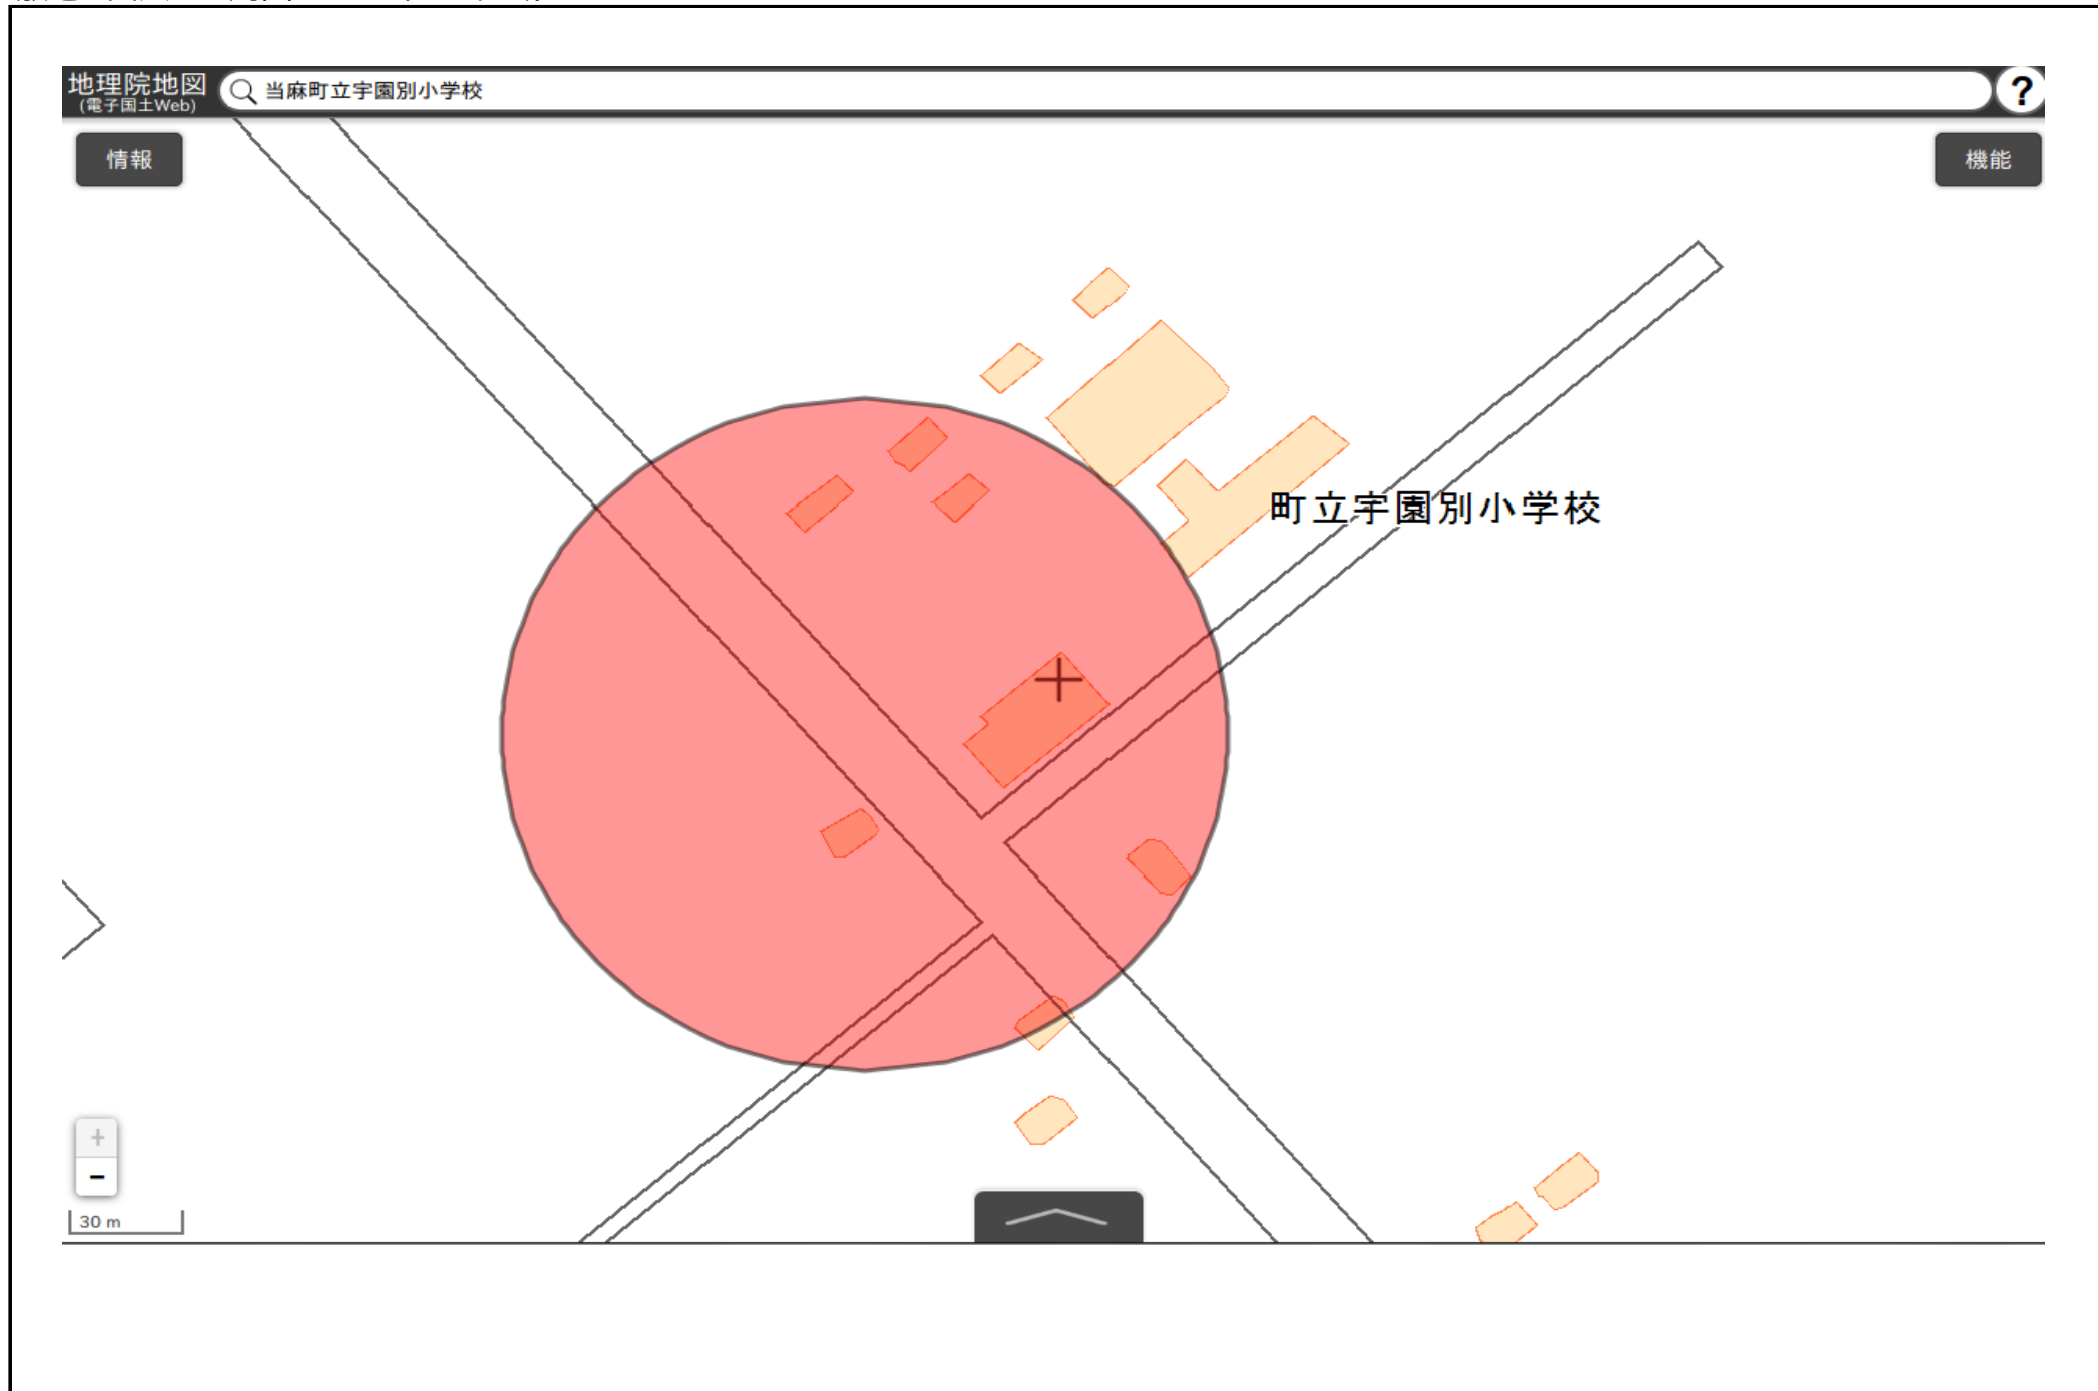 地理院地図
(電子国土Web)
当麻町立宇園別小学校
?
情報
機能
町立宇園別小学校
+
−
30 m